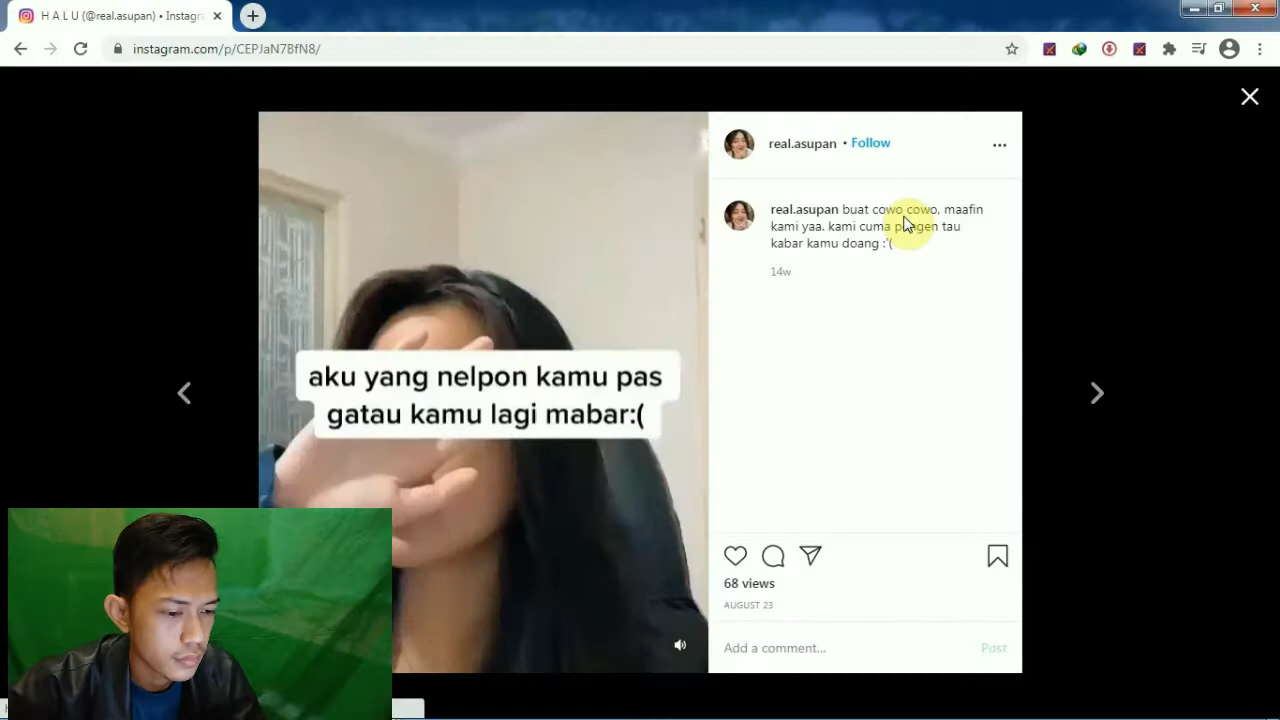 H A L U (@real.asupan) • Instagr
instagram.com/p/CEPJaN7BfN8/
real.asupan • Follow
real.asupan buat cowo cowo, maafin
kami yaa. kami cuma pengen tau
kabar kamu doang :'(
14w
aku yang nelpon kamu pas
gatau kamu lagi mabar:(
68 views
AUGUST 23
Add a comment...
Post